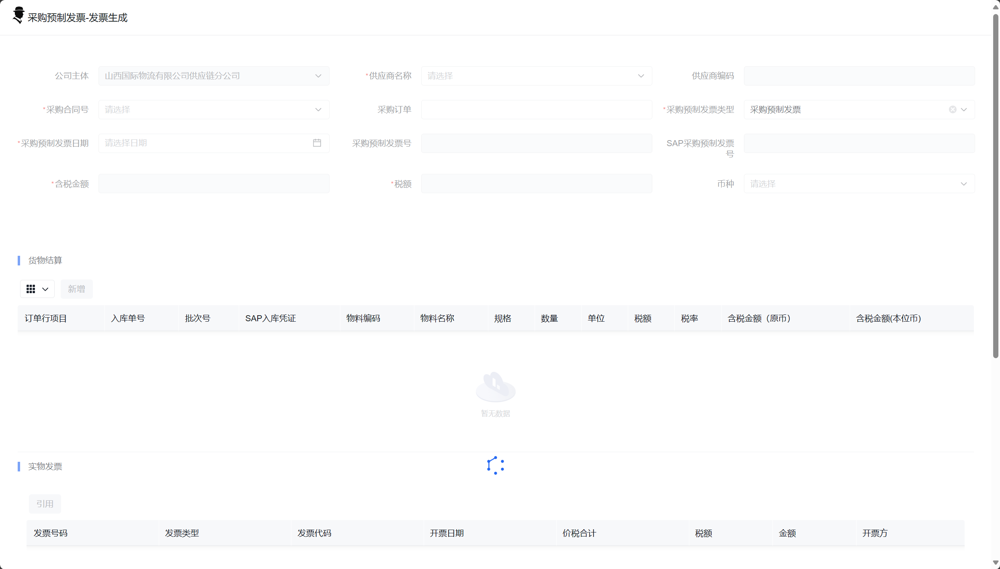 采购预制发票-发票生成
公司主体 山西国际物流有限公司供应链分公司 *供应商名称 请选择 供应商编码
*采购合同号 请选择 采购订单 *采购预制发票类型 采购预制发票
*采购预制发票日期 请选择日期 采购预制发票号 SAP采购预制发票
号
*含税金额 *税额 币种 请选择
货物结算
新增
订单行项目 入库单号 批次号 SAP入库凭证 物料编码 物料名称 规格 数量 单位 税额 税率 含税金额（原币） 含税金额(本位币)
暂无数据
实物发票
引用
发票号码 发票类型 发票代码 开票日期 价税合计 税额 金额 开票方